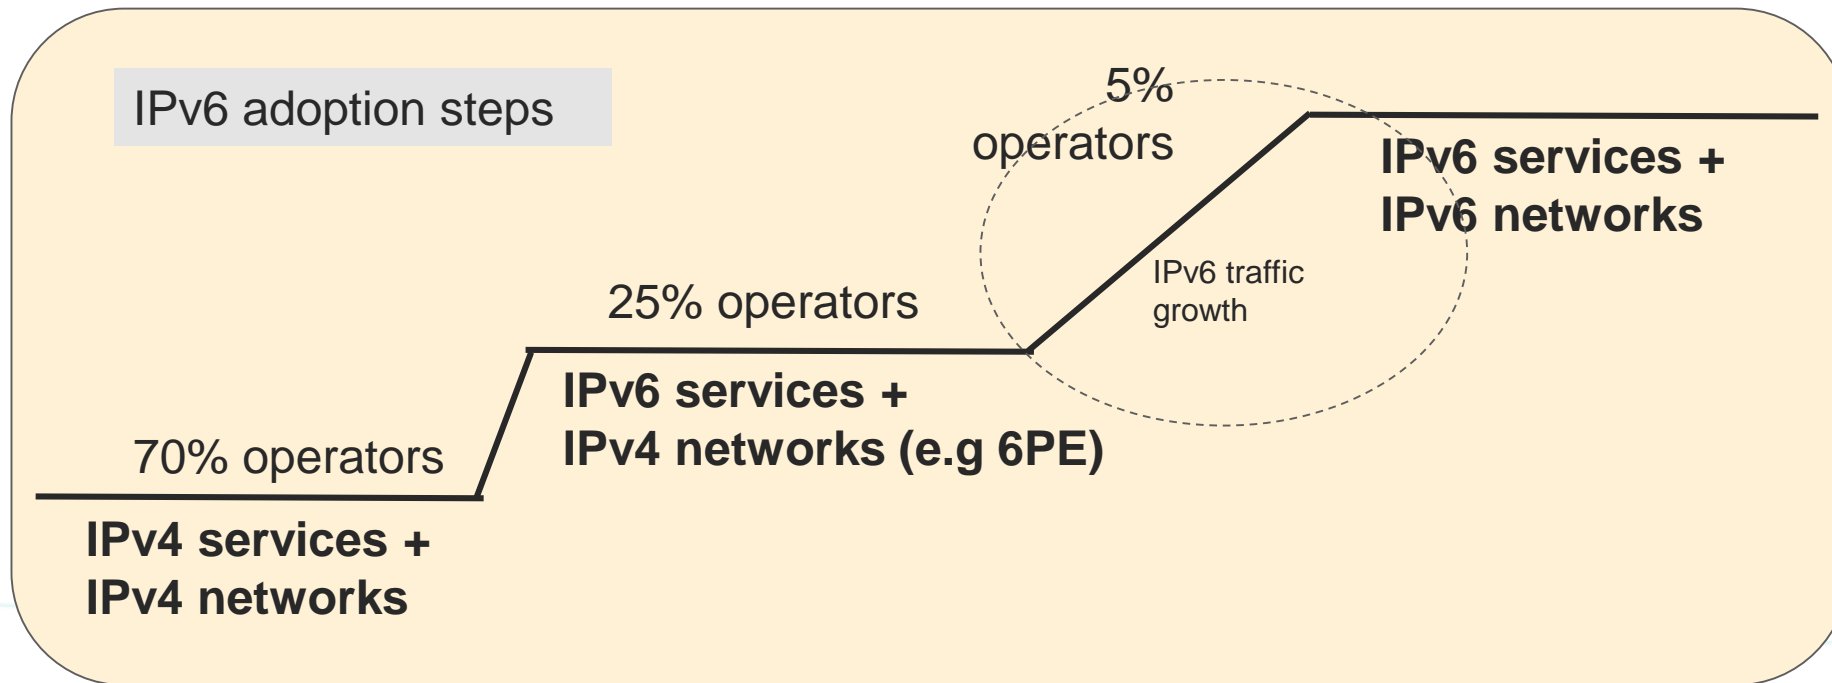 IPv6 adoption steps
5%
operators
IPv6 services +
IPv6 networks
IPv6 traffic
growth
25% operators
IPv6 services +
IPv4 networks (e.g 6PE)
70% operators
IPv4 services +
IPv4 networks